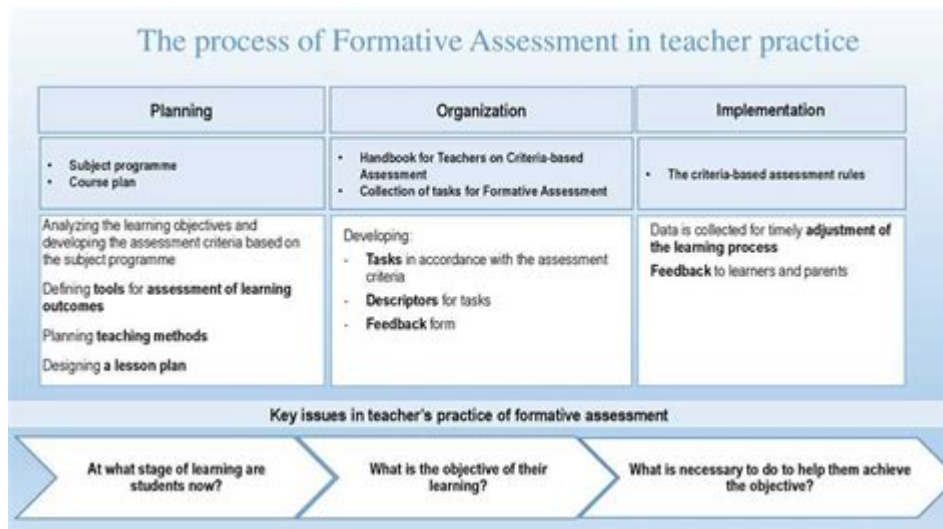 The process of Formative Assessment in teacher practice
Planning
Organization
Implementation
• Subject programme
• Course plan
• Handbook for Teachers on Criteria-based
Assessment
• Collection of tasks for Formative Assessment
• The criteria-based assessment rules
Analyzing the learning objectives and
developing the assessment criteria based on
the subject programme
Defining tools for assessment of learning
outcomes
Planning teaching methods
Designing a lesson plan
Developing:
- Tasks in accordance with the assessment
criteria
- Descriptors for tasks
- Feedback form
Data is collected for timely adjustment of
the learning process
Feedback to learners and parents
Key issues in teacher's practice of formative assessment
At what stage of learning are
students now?
What is the objective of their
learning?
What is necessary to do to help them achieve
the objective?